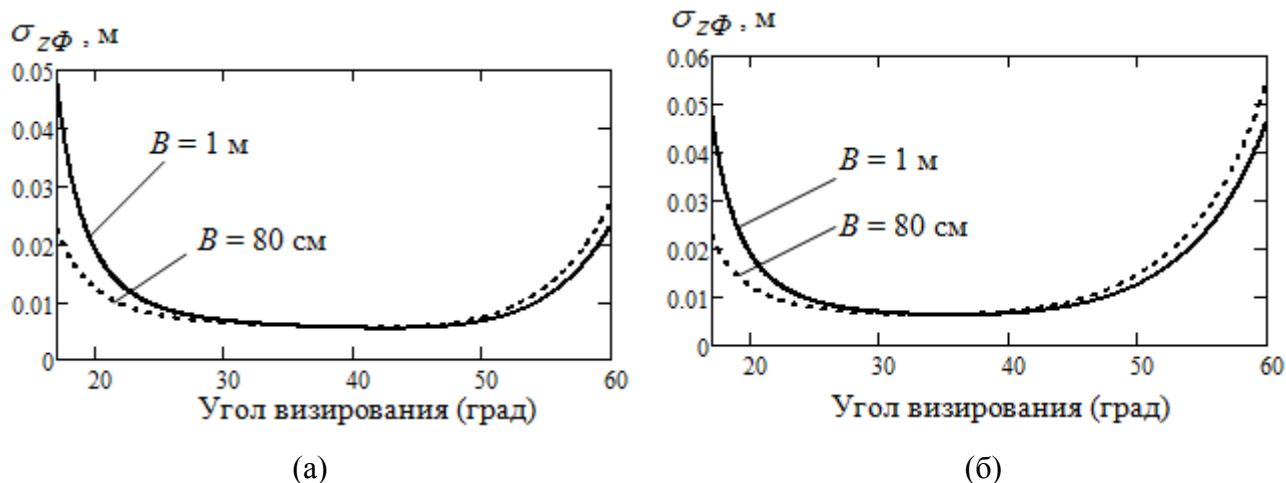 σ_zФ, м
0.05
0.04
0.03
0.02
0.01
0
20
30
40
50
60
B = 1 м
B = 80 см
Угол визирования (град)
(а)
σ_zФ, м
0.06
0.05
0.04
0.03
0.02
0.01
0
20
30
40
50
60
B = 1 м
B = 80 см
Угол визирования (град)
(б)